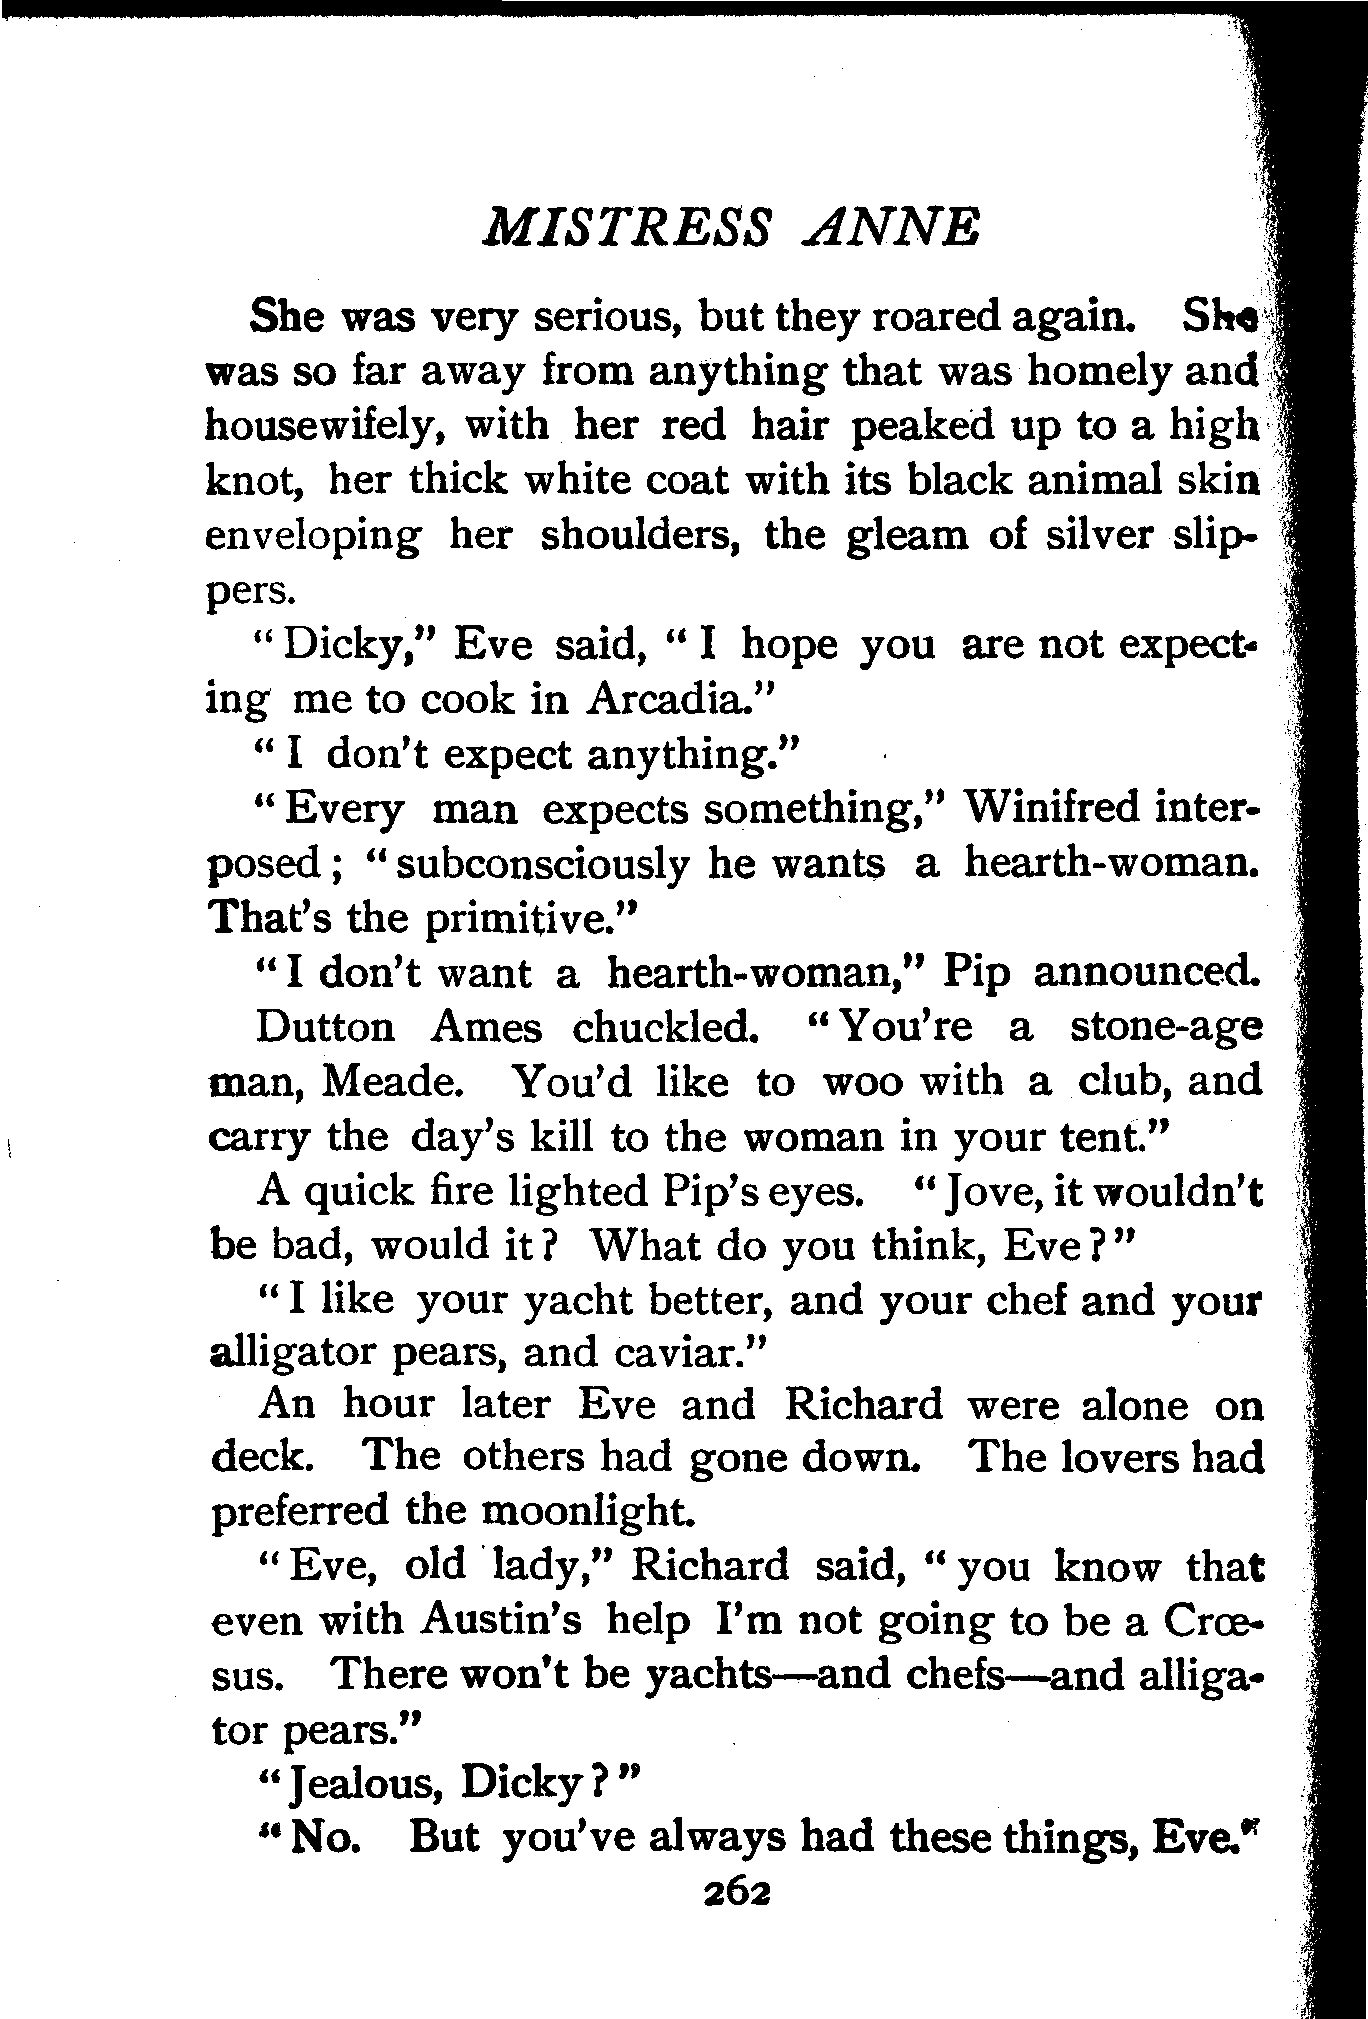 MISTRESS ANNE
She was very serious, but they roared again. She
was so far away from anything that was homely and
housewifely, with her red hair peaked up to a high
knot, her thick white coat with its black animal skin
enveloping her shoulders, the gleam of silver slip-
pers.
"Dicky," Eve said, "I hope you are not expect-
ing me to cook in Arcadia."
"I don't expect anything."
"Every man expects something," Winifred inter-
posed; "subconsciously he wants a hearth-woman.
That's the primitive."
"I don't want a hearth-woman," Pip announced.
Dutton Ames chuckled. "You're a stone-age
man, Meade. You'd like to woo with a club, and
carry the day's kill to the woman in your tent."
A quick fire lighted Pip's eyes. "Jove, it wouldn't
be bad, would it? What do you think, Eve?"
"I like your yacht better, and your chef and your
alligator pears, and caviar."
An hour later Eve and Richard were alone on
deck. The others had gone down. The lovers had
preferred the moonlight.
"Eve, old lady," Richard said, "you know that
even with Austin's help I'm not going to be a Crœ-
sus. There won't be yachts—and chefs—and alliga-
tor pears."
"Jealous, Dicky?"
"No. But you've always had these things, Eve."
262